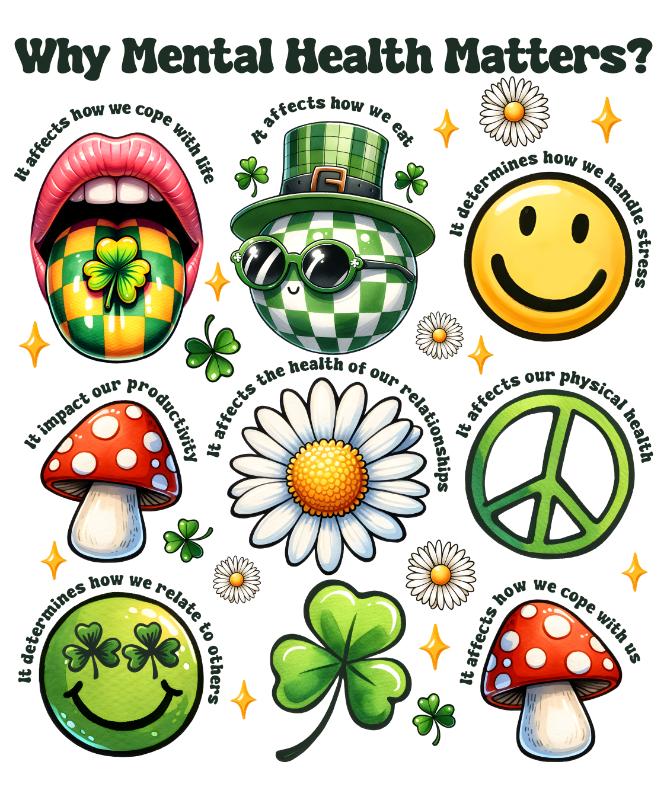 Why Mental Health Matters?
It affects how we cope with life
It affects how we eat
It determines how we handle stress
It impact our productivity
It affects the health of our relationships
It affects our physical health
It determines how we relate to others
It affects how we cope with us